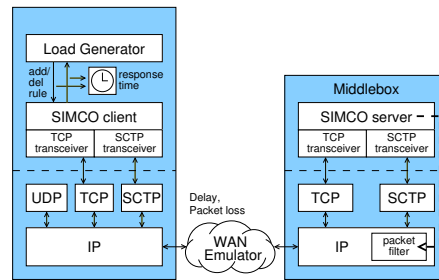 Load Generator
add/
del
rule
response
time
SIMCO client
TCP
transceiver
SCTP
transceiver
UDP
TCP
SCTP
IP
Delay,
Packet loss
WAN
Emulator
Middlebox
SIMCO server
TCP
transceiver
SCTP
transceiver
TCP
SCTP
IP
packet
filter